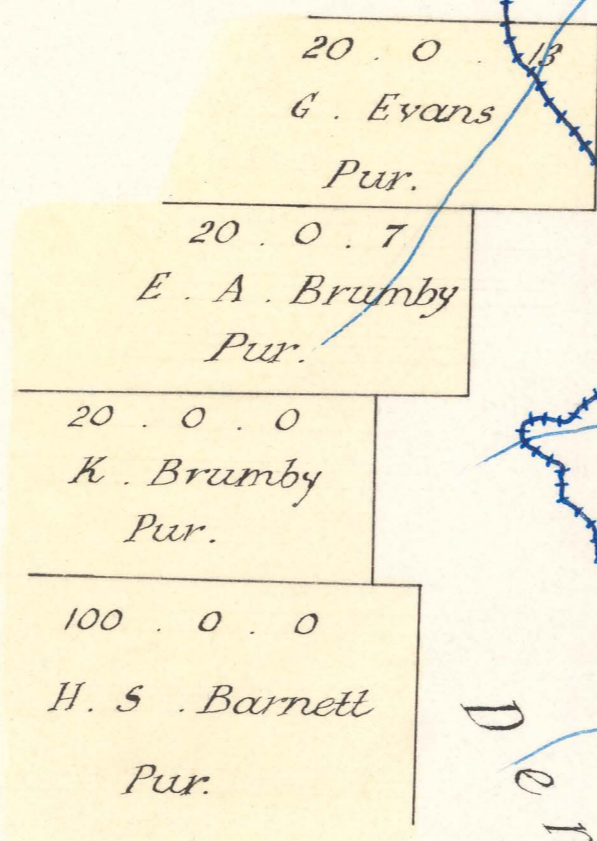 20 . 0 . 13
G . Evans
Pur.
20 . 0 . 7
E . A . Brumby
Pur.
20 . 0 . 0
K . Brumby
Pur.
100 . 0 . 0
H . S . Barnett
Pur.
D e r